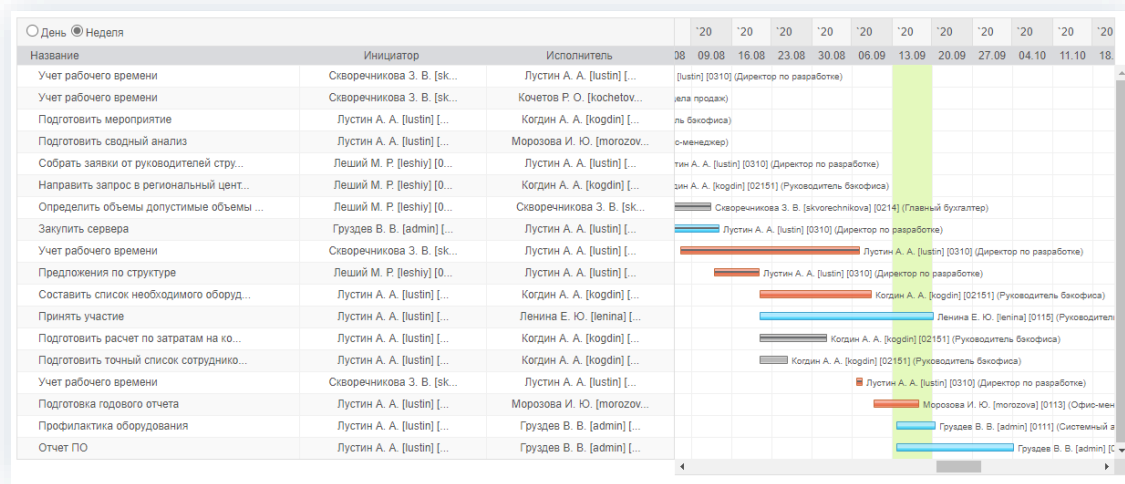 День Неделя `20 `20 `20 `20 `20 `20 `20 `20 `20 `20 `20
Название Инициатор Исполнитель 08 09.08 16.08 23.08 30.08 06.09 13.09 20.09 27.09 04.10 11.10 18.
Учет рабочего времени Скворечникова З. В. [sk... Лустин А. А. [lustin] [... [lustin] [0310] (Директор по разработке)
Учет рабочего времени Скворечникова З. В. [sk... Кочетов Р. О. [kochetov... ела продаж)
Подготовить мероприятие Лустин А. А. [lustin] [... Когдин А. А. [kogdin] [... ль бэкофиса)
Подготовить сводный анализ Лустин А. А. [lustin] [... Морозова И. Ю. [morozov... с-менеджер)
Собрать заявки от руководителей стру... Леший М. Р. [leshiy] [0... Лустин А. А. [lustin] [... тин А. А. [lustin] [0310] (Директор по разработке)
Направить запрос в региональный цент... Леший М. Р. [leshiy] [0... Когдин А. А. [kogdin] [... дин А. А. [kogdin] [02151] (Руководитель бэкофиса)
Определить объемы допустимые объемы ... Леший М. Р. [leshiy] [0... Скворечникова З. В. [sk... Скворечникова З. В. [skvorechnikova] [0214] (Главный бухгалтер)
Закупить сервера Груздев В. В. [admin] [... Лустин А. А. [lustin] [... Лустин А. А. [lustin] [0310] (Директор по разработке)
Учет рабочего времени Скворечникова З. В. [sk... Лустин А. А. [lustin] [... Лустин А. А. [lustin] [0310] (Директор по разработке)
Предложения по структуре Леший М. Р. [leshiy] [0... Лустин А. А. [lustin] [... Лустин А. А. [lustin] [0310] (Директор по разработке)
Составить список необходимого оборуд... Лустин А. А. [lustin] [... Когдин А. А. [kogdin] [... Когдин А. А. [kogdin] [02151] (Руководитель бэкофиса)
Принять участие Лустин А. А. [lustin] [... Ленина Е. Ю. [lenina] [... Ленина Е. Ю. [lenina] [0115] (Руководител
Подготовить расчет по затратам на ко... Лустин А. А. [lustin] [... Когдин А. А. [kogdin] [... Когдин А. А. [kogdin] [02151] (Руководитель бэкофиса)
Подготовить точный список сотруднико... Лустин А. А. [lustin] [... Когдин А. А. [kogdin] [... Когдин А. А. [kogdin] [02151] (Руководитель бэкофиса)
Учет рабочего времени Скворечникова З. В. [sk... Лустин А. А. [lustin] [... Лустин А. А. [lustin] [0310] (Директор по разработке)
Подготовка годового отчета Лустин А. А. [lustin] [... Морозова И. Ю. [morozov... Морозова И. Ю. [morozova] [0113] (Офис-мен
Профилактика оборудования Лустин А. А. [lustin] [... Груздев В. В. [admin] [... Груздев В. В. [admin] [0111] (Системный а
Отчет ПО Лустин А. А. [lustin] [... Груздев В. В. [admin] [... Груздев В. В. [admin] [0